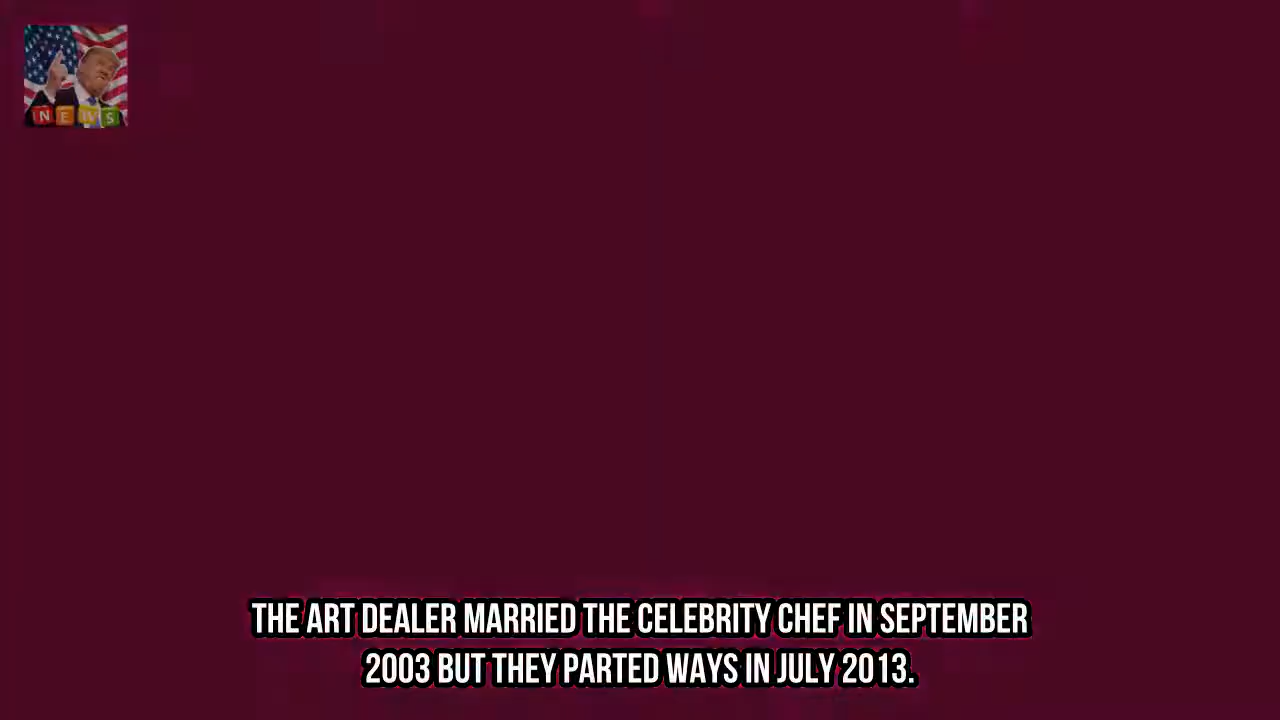 NEWS
THE ART DEALER MARRIED THE CELEBRITY CHEF IN SEPTEMBER
2003 BUT THEY PARTED WAYS IN JULY 2013.